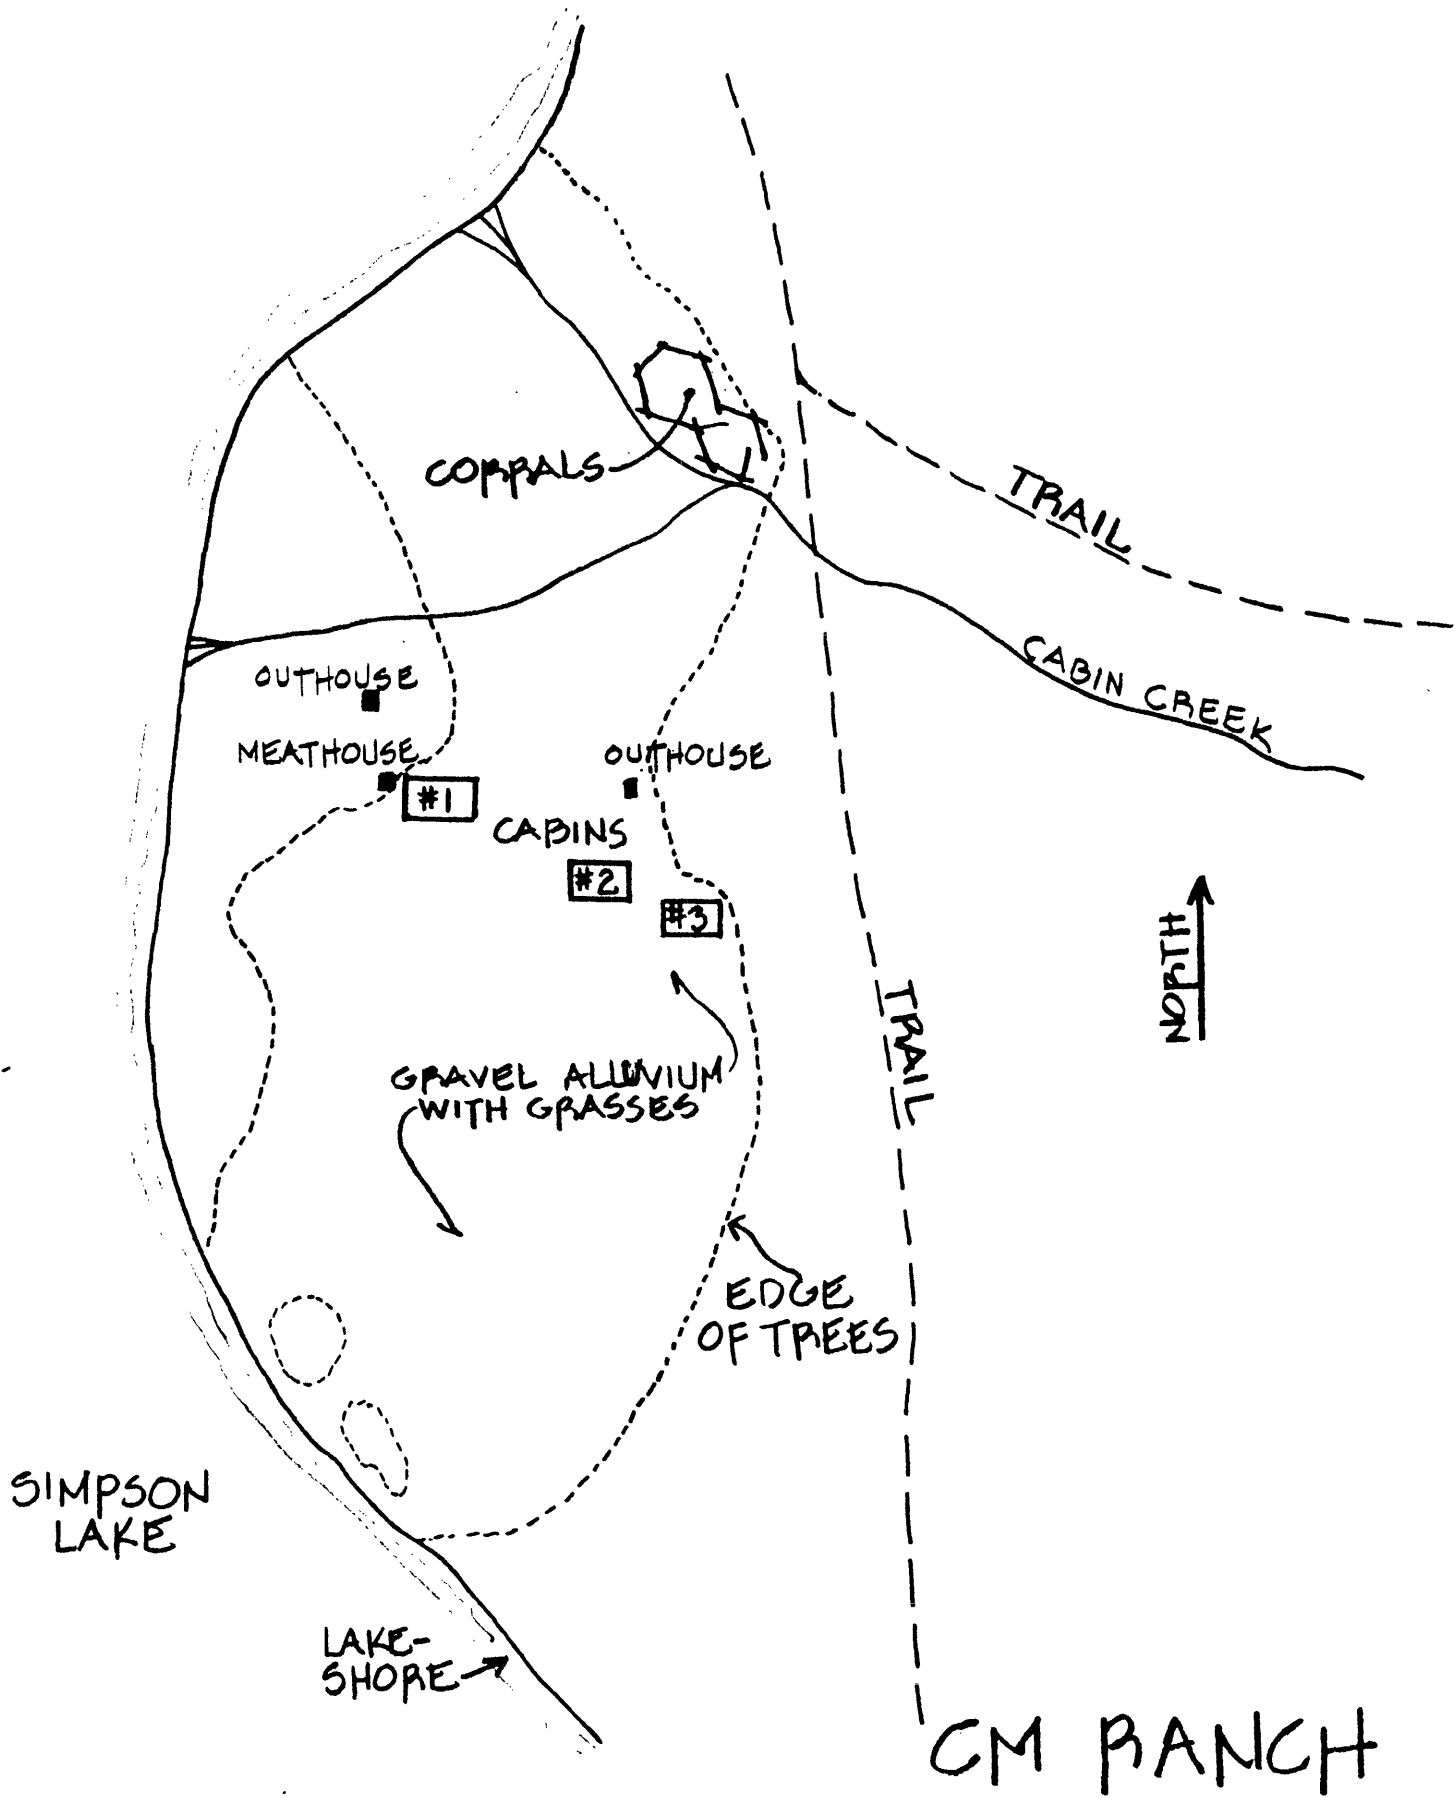 CORRALS
TRAIL
CABIN CREEK
OUTHOUSE
MEATHOUSE
OUTHOUSE
#1
CABINS
#2
#3
NORTH
TRAIL
GRAVEL ALLUVIUM
WITH GRASSES
EDGE
OF TREES
SIMPSON
LAKE
LAKE-
SHORE
CM RANCH